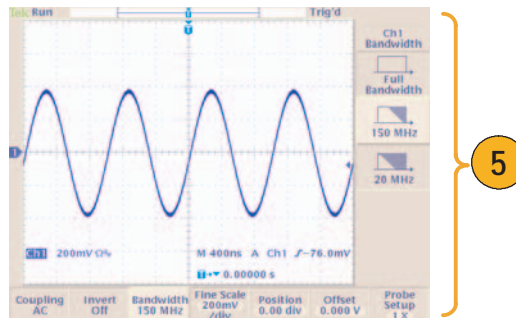 Tek Run Trig'd
Ch1
Bandwidth
Full
Bandwidth
150 MHz
20 MHz
5
1
Ch1 200mV Ω M 400ns A Ch1 -76.0mV
0.00000 s
Coupling
AC
Invert
Off
Bandwidth
150 MHz
Fine Scale
200mV
/div
Position
0.00 div
Offset
0.000 V
Probe
Setup
1 X